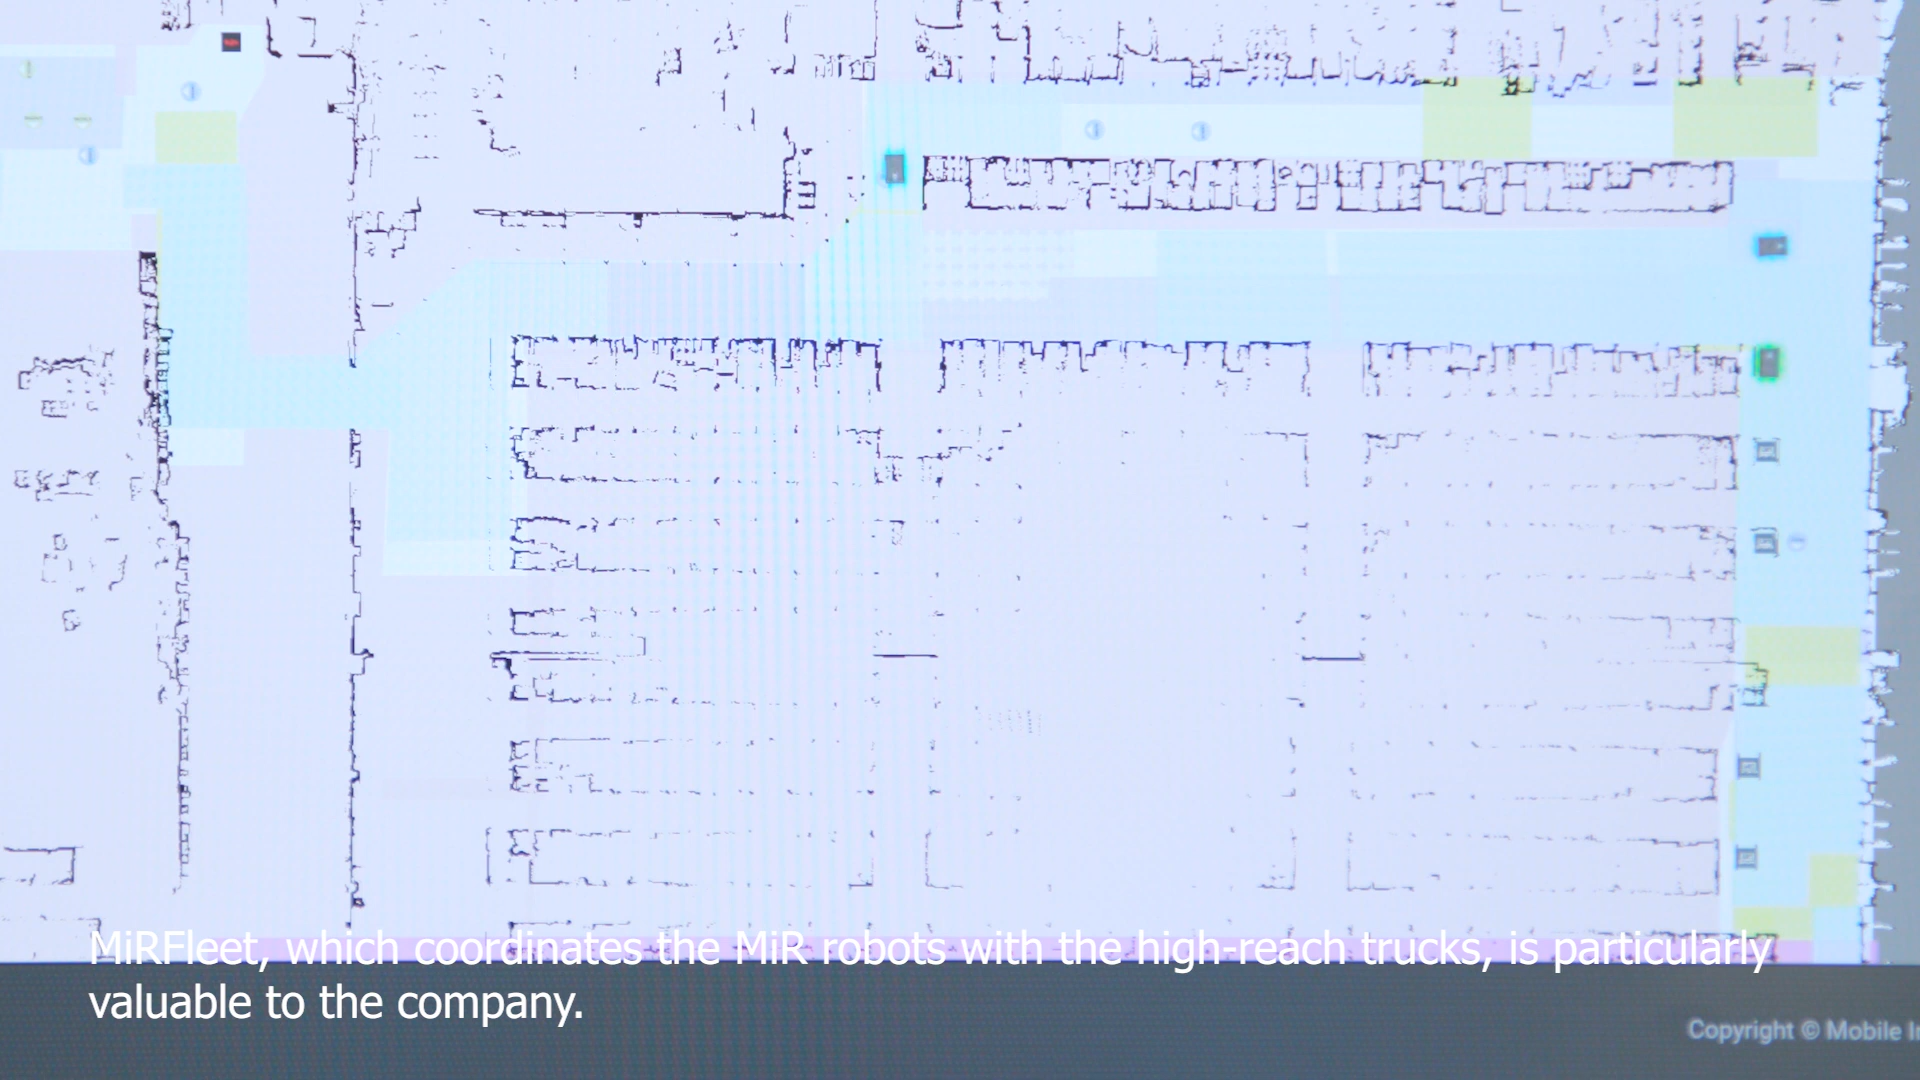 MiRFleet, which coordinates the MiR robots with the high-reach trucks, is particularly
valuable to the company.
Copyright © Mobile